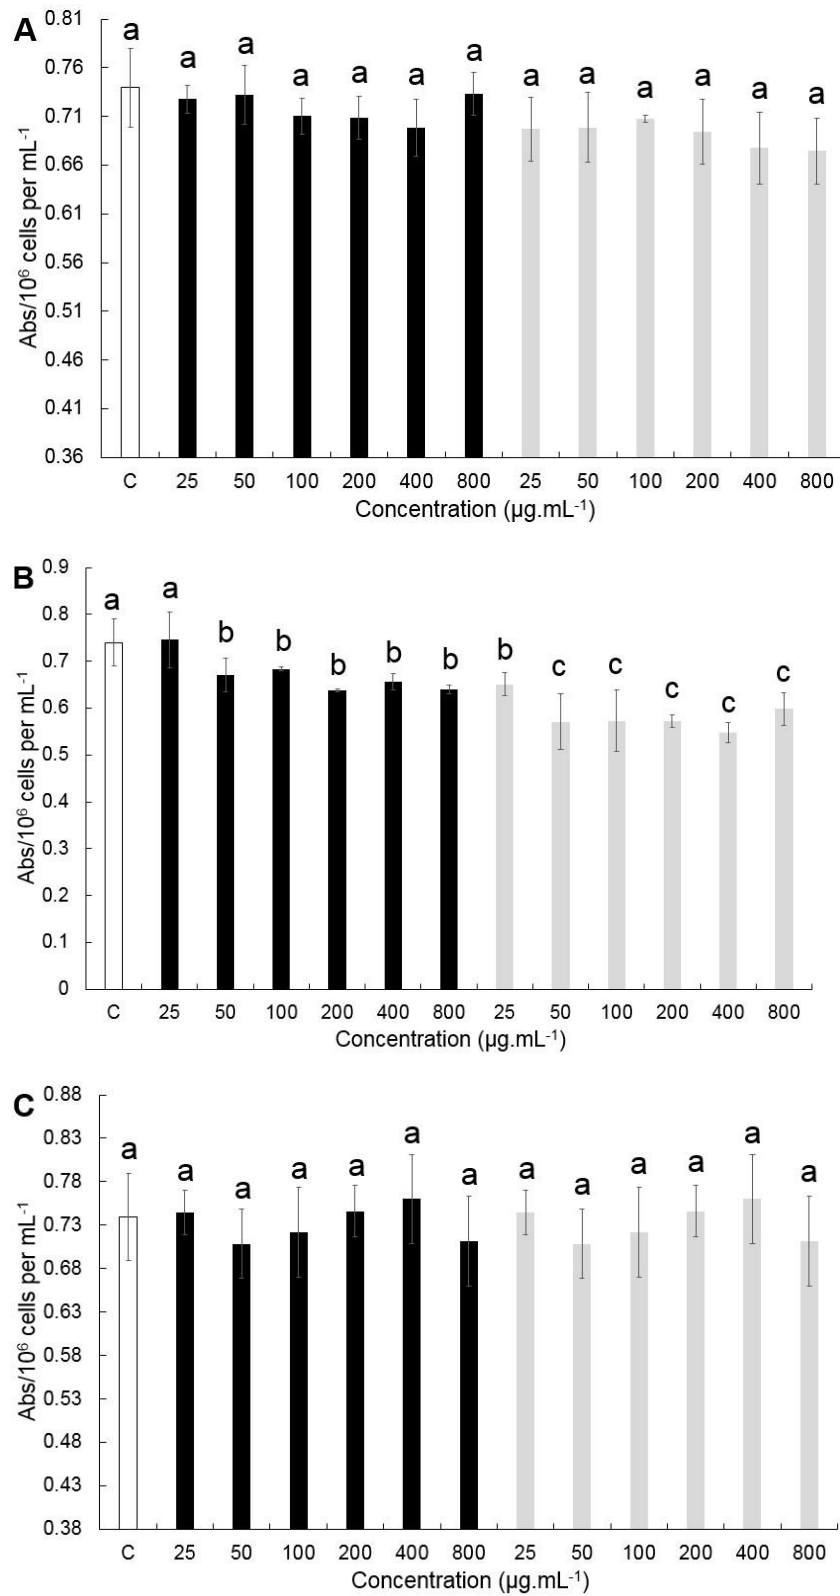 A
0.81
a a a a a a a a a a a a a
0.76
0.71
0.66
0.61
0.56
0.51
0.46
0.41
0.36
Abs/10⁶ cells per mL⁻¹
C 25 50 100 200 400 800 25 50 100 200 400 800
Concentration (µg.mL⁻¹)
B
0.9
a a b b b b b b c c c c c
0.8
0.7
0.6
0.5
0.4
0.3
0.2
0.1
0
Abs/10⁶ cells per mL⁻¹
C 25 50 100 200 400 800 25 50 100 200 400 800
Concentration (µg.mL⁻¹)
C
0.88
a a a a a a a a a a a a a
0.83
0.78
0.73
0.68
0.63
0.58
0.53
0.48
0.43
0.38
Abs/10⁶ cells per mL⁻¹
C 25 50 100 200 400 800 25 50 100 200 400 800
Concentration (µg.mL⁻¹)